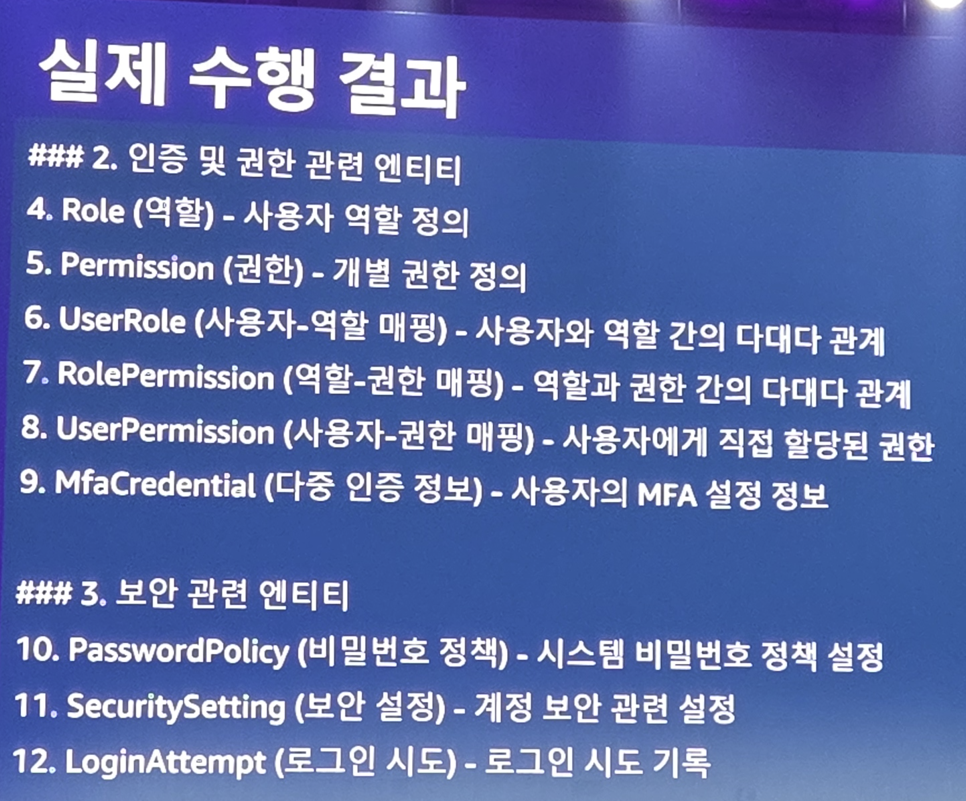 실제 수행 결과
### 2. 인증 및 권한 관련 엔티티
4. Role (역할) - 사용자 역할 정의
5. Permission (권한) - 개별 권한 정의
6. UserRole (사용자-역할 매핑) - 사용자와 역할 간의 다대다 관계
7. RolePermission (역할-권한 매핑) - 역할과 권한 간의 다대다 관계
8. UserPermission (사용자-권한 매핑) - 사용자에게 직접 할당된 권한
9. MfaCredential (다중 인증 정보) - 사용자의 MFA 설정 정보
### 3. 보안 관련 엔티티
10. PasswordPolicy (비밀번호 정책) - 시스템 비밀번호 정책 설정
11. SecuritySetting (보안 설정) - 계정 보안 관련 설정
12. LoginAttempt (로그인 시도) - 로그인 시도 기록